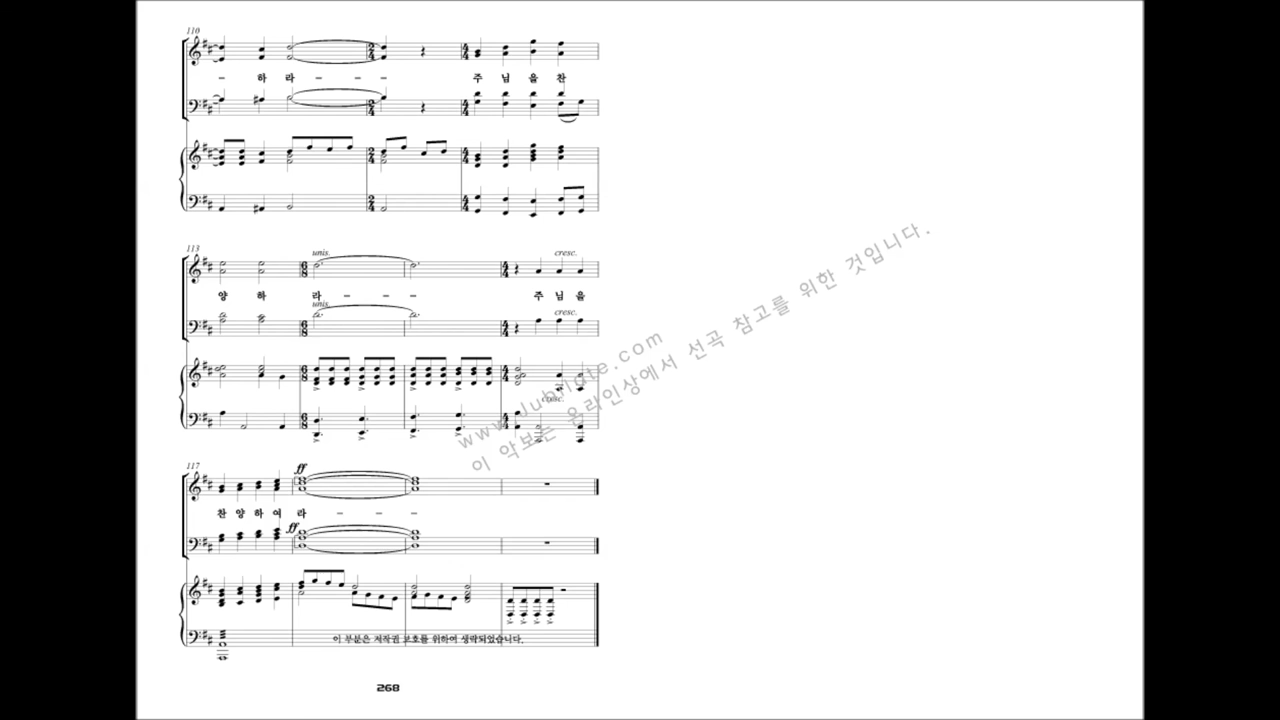 110
- 하 라 - - - 주 님 을 찬
113
unis. cresc.
양 하 라 - - - 주 님 을
unis. cresc.
cresc.
www.Jubilate.com
이 악보는 온라인상에서 선곡 참고를 위한 것입니다.
117
ff
찬 양 하 여 라 - - -
ff
이 부분은 저작권 보호를 위하여 생략되었습니다.
268